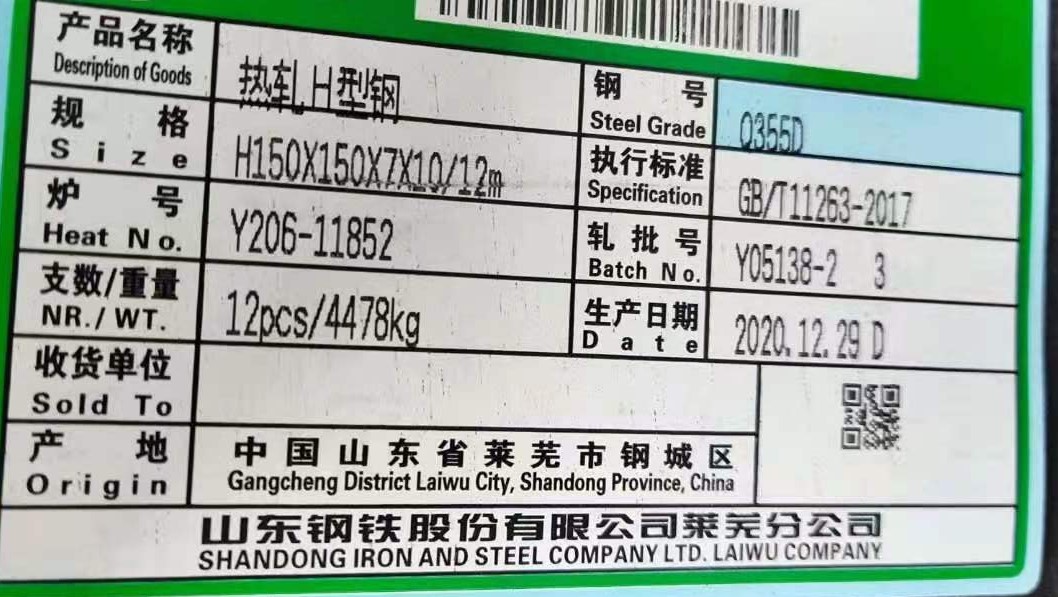 产品名称
Description of Goods
热轧H型钢
钢 号
Steel Grade
Q355D
规 格
Size
H150X150X7X10/12m
执行标准
Specification
GB/T11263-2017
炉 号
Heat No.
Y206-11852
轧批号
Batch No.
Y05138-2 3
支数/重量
NR./WT.
12pcs/4478kg
生产日期
Date
2020.12.29 D
收货单位
Sold To
产 地
Origin
中国山东省莱芜市钢城区
Gangcheng District Laiwu City, Shandong Province, China
山东钢铁股份有限公司莱芜分公司
SHANDONG IRON AND STEEL COMPANY LTD. LAIWU COMPANY